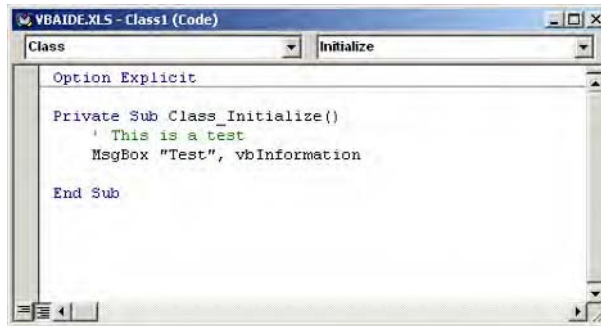 VBAIDE.XLS - Class1 (Code)
Class Initialize
Option Explicit
Private Sub Class_Initialize()
' This is a test
MsgBox "Test", vbInformation
End Sub